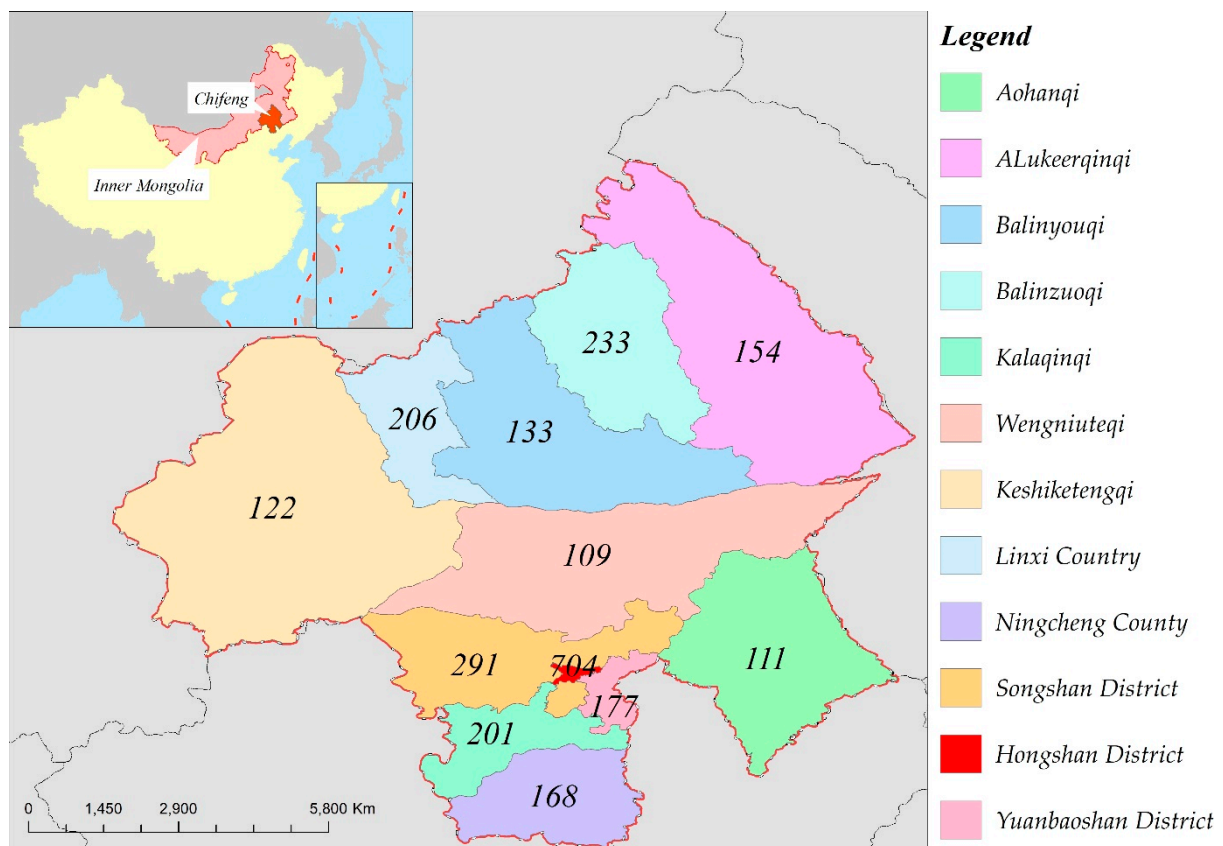 Chifeng
Inner Mongolia
233
154
206
133
122
109
704
291
111
177
201
168
0 1,450 2,900 5,800 Km
Legend
Aohanqi
ALukeerqinqi
Balinyouqi
Balinzuoqi
Kalaqinqi
Wengniuteqi
Keshiketengqi
Linxi Country
Ningcheng County
Songshan District
Hongshan District
Yuanbaoshan District